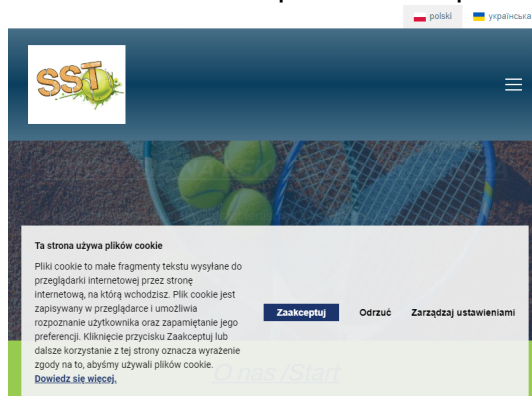 polski
українська
SST
Ta strona używa plików cookie
Pliki cookie to małe fragmenty tekstu wysyłane do
przeglądarki internetowej przez stronę
internetową, na którą wchodzisz. Plik cookie jest
zapisywany w przeglądarce i umożliwia
rozpoznanie użytkownika oraz zapamiętanie jego
preferencji. Kliknięcie przycisku Zaakceptuj lub
dalsze korzystanie z tej strony oznacza wyrażenie
zgody na to, abyśmy używali plików cookie.
Dowiedz się więcej.
Zaakceptuj
Odrzuć
Zarządzaj ustawieniami
O nas /Start